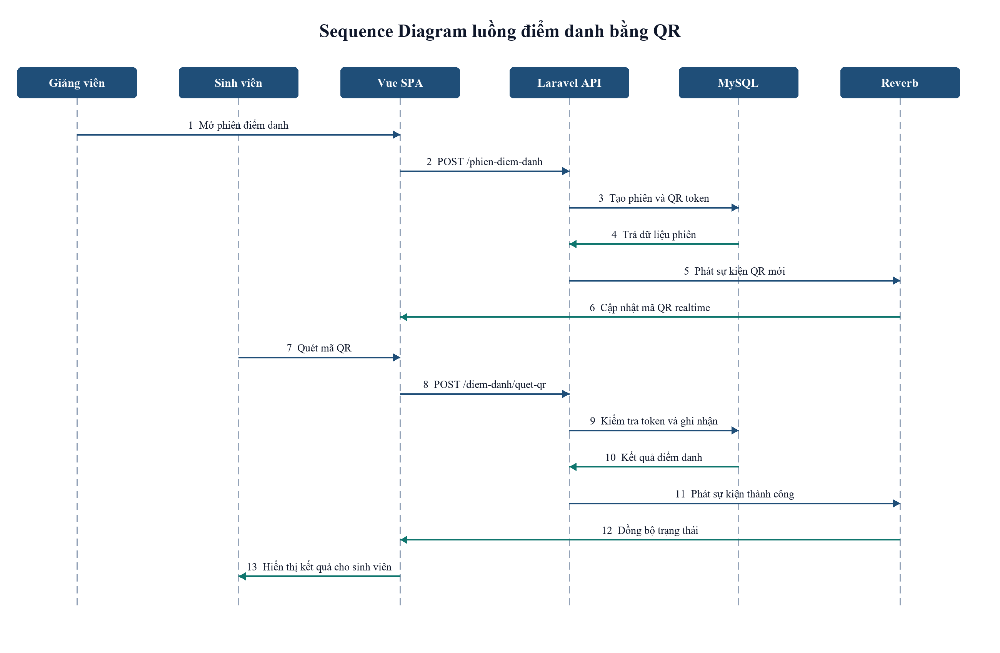 Sequence Diagram luồng điểm danh bằng QR
Giảng viên
Sinh viên
Vue SPA
Laravel API
MySQL
Reverb
1 Mở phiên điểm danh
2 POST /phien-diem-danh
3 Tạo phiên và QR token
4 Trả dữ liệu phiên
5 Phát sự kiện QR mới
6 Cập nhật mã QR realtime
7 Quét mã QR
8 POST /diem-danh/quet-qr
9 Kiểm tra token và ghi nhận
10 Kết quả điểm danh
11 Phát sự kiện thành công
12 Đồng bộ trạng thái
13 Hiển thị kết quả cho sinh viên